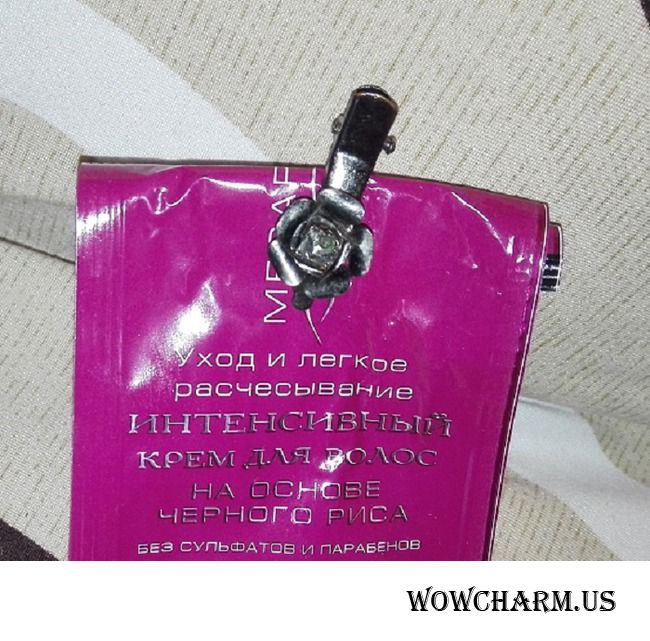 Уход и легкое
расчесывание
ИНТЕНСИВНЫЙ
КРЕМ ДЛЯ ВОЛОС
НА ОСНОВЕ
ЧЕРНОГО РИСА
БЕЗ СУЛЬФАТОВ И ПАРАБЕНОВ
WOWCHARM.US